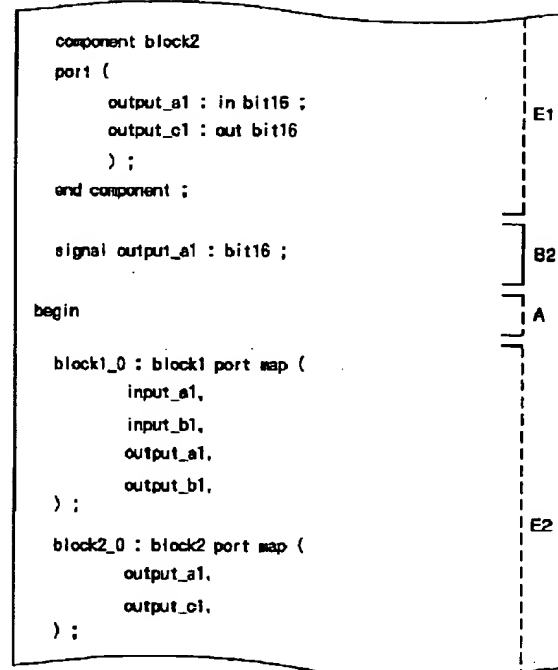 component block2
port (
output_a1 : in bit16 ;
output_c1 : out bit16
) ;
end component ;
E1
signal output_a1 : bit16 ;
B2
begin
A
block1_0 : block1 port map (
input_a1,
input_b1,
output_a1,
output_b1,
) ;
E2
block2_0 : block2 port map (
output_a1,
output_c1,
) ;